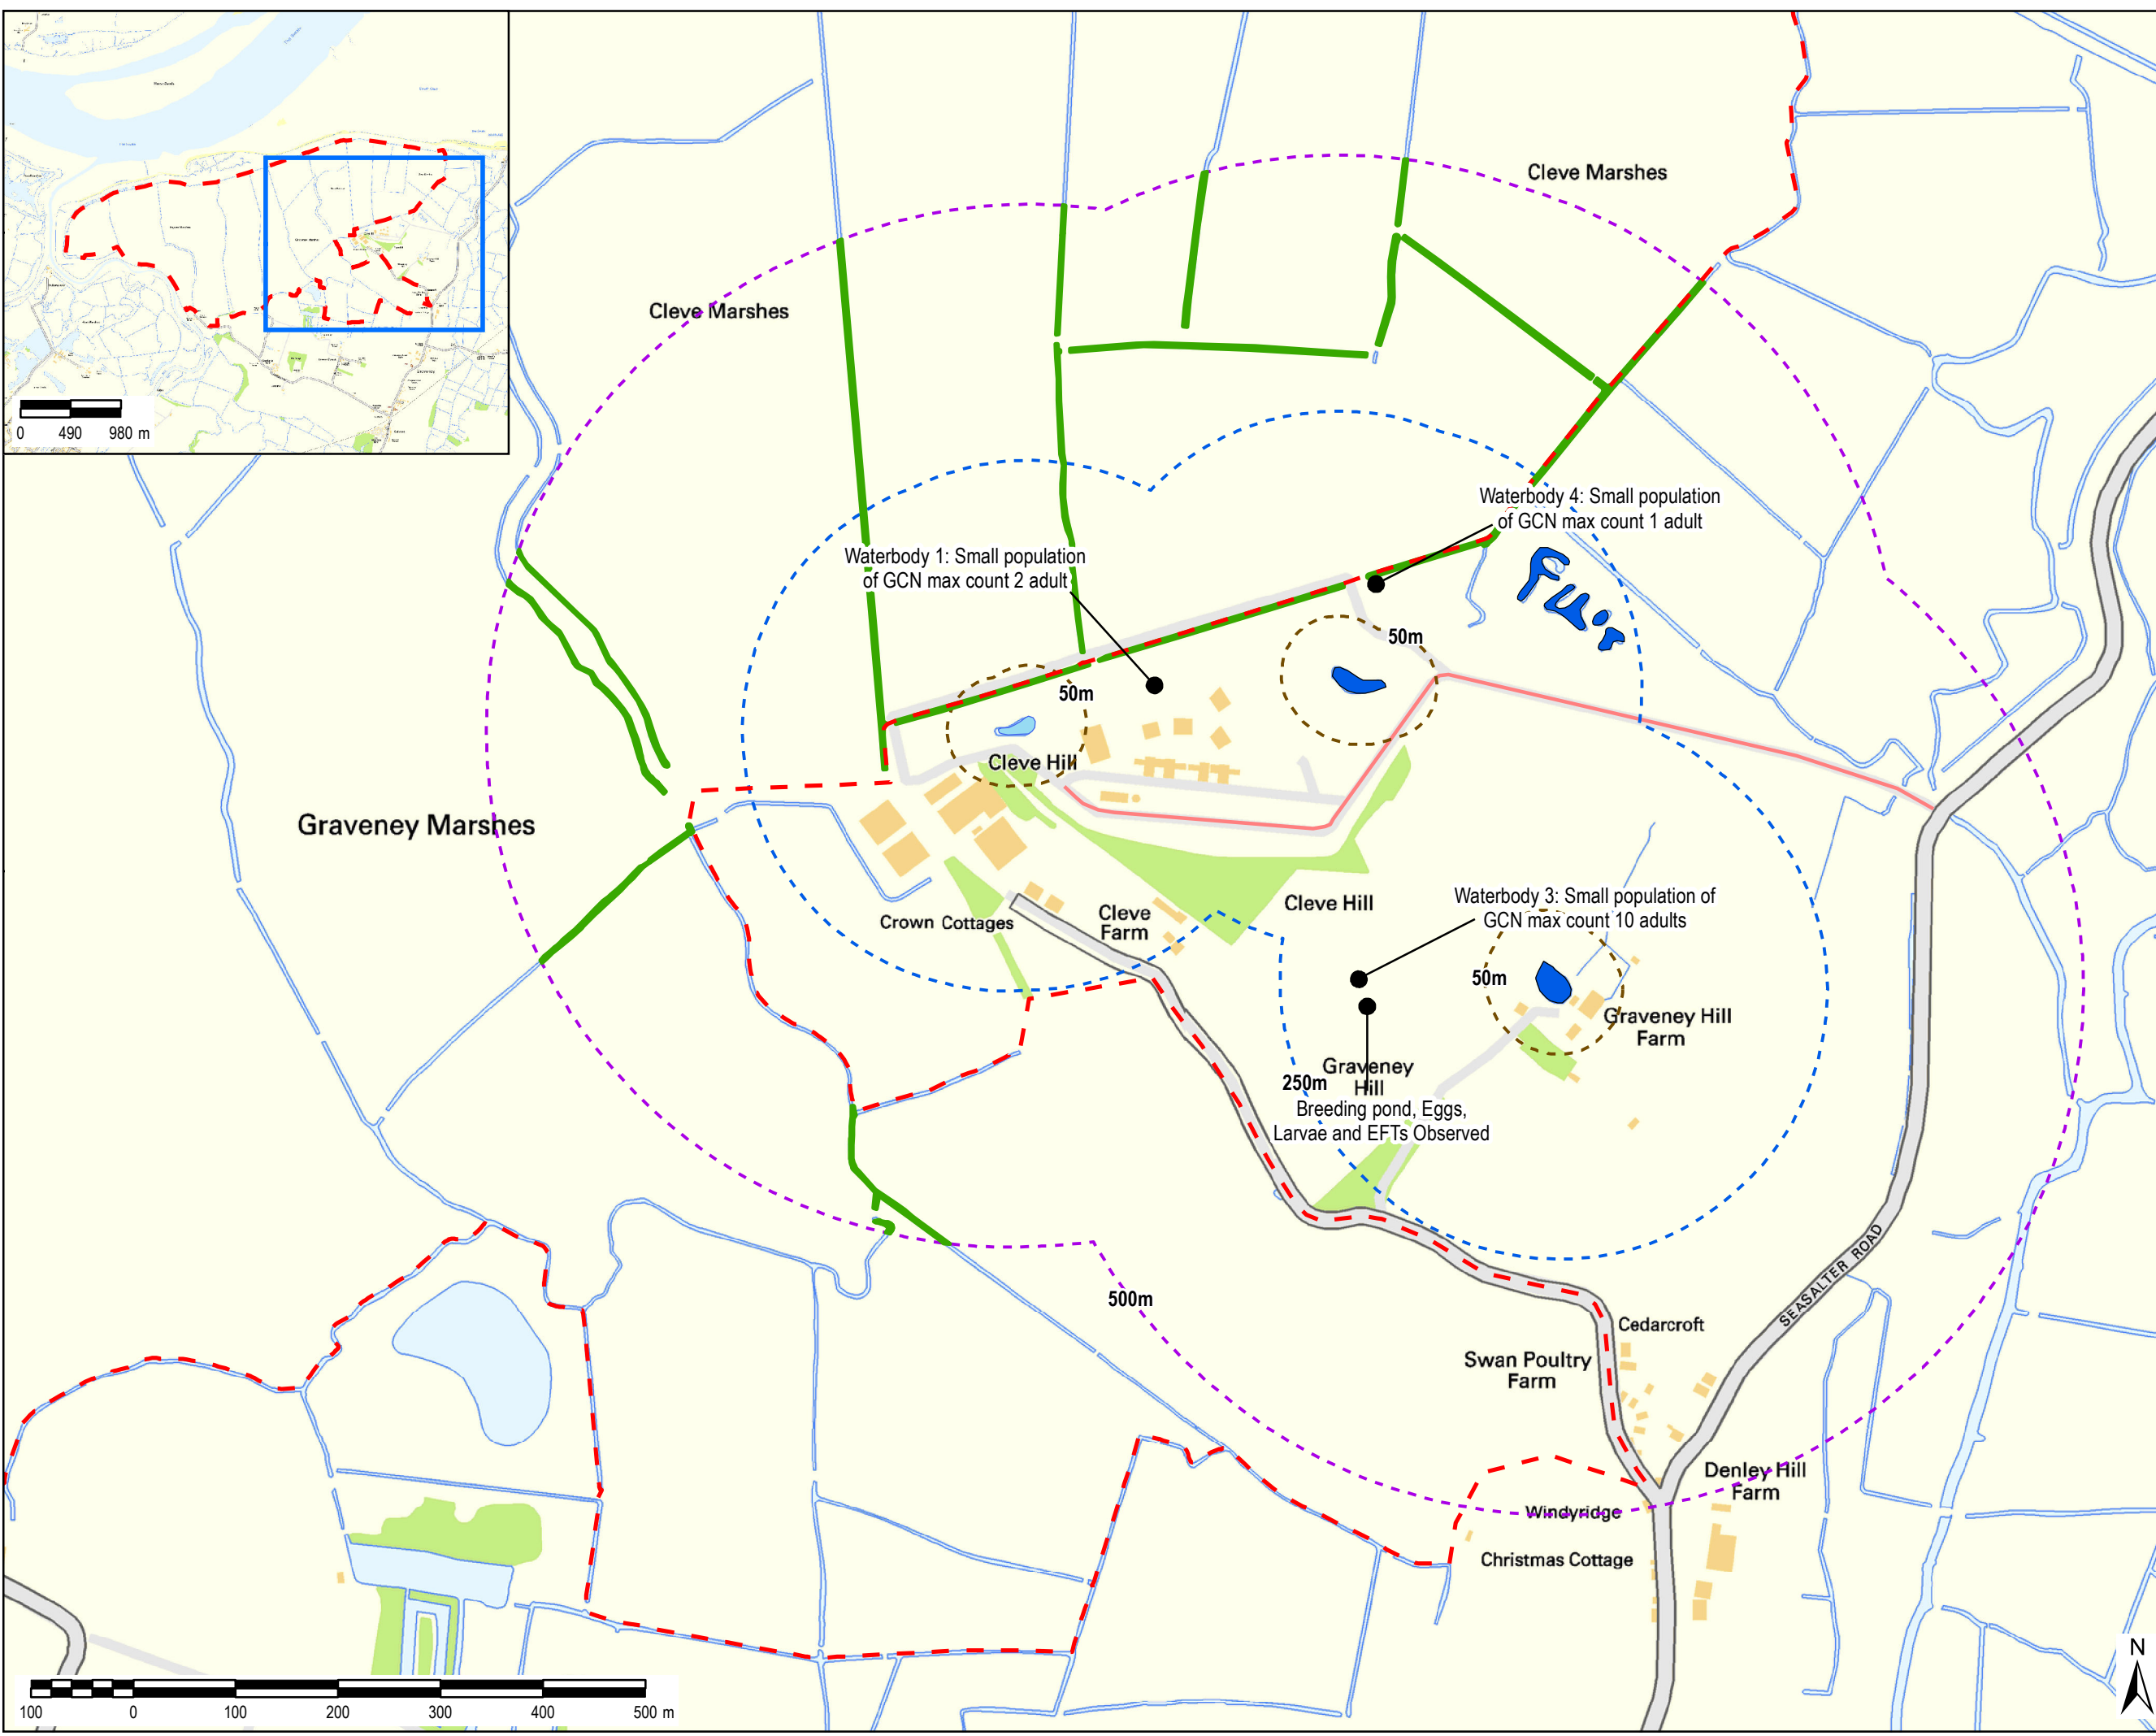 0 490 980 m
Cleve Marshes
Cleve Marshes
Waterbody 4: Small population
of GCN max count 1 adult
Waterbody 1: Small population
of GCN max count 2 adult
50m
50m
Cleve Hill
Graveney Marshes
Waterbody 3: Small population of
GCN max count 10 adults
Cleve Hill
Cleve
Farm
Crown Cottages
50m
Graveney Hill
Farm
Graveney
Hill
250m
Breeding pond, Eggs,
Larvae and EFTs Observed
500m
SEASALTER ROAD
Cedarcroft
Swan Poultry
Farm
Denley Hill
Farm
Windyridge
Christmas Cottage
N
100 0 100 200 300 400 500 m